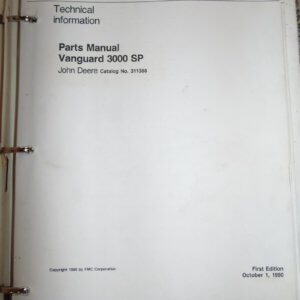 Technical
information
Parts Manual
Vanguard 3000 SP
John Deere Catalog No. 311388
Copyright 1990 by FMC Corporation
First Edition
October 1, 1990